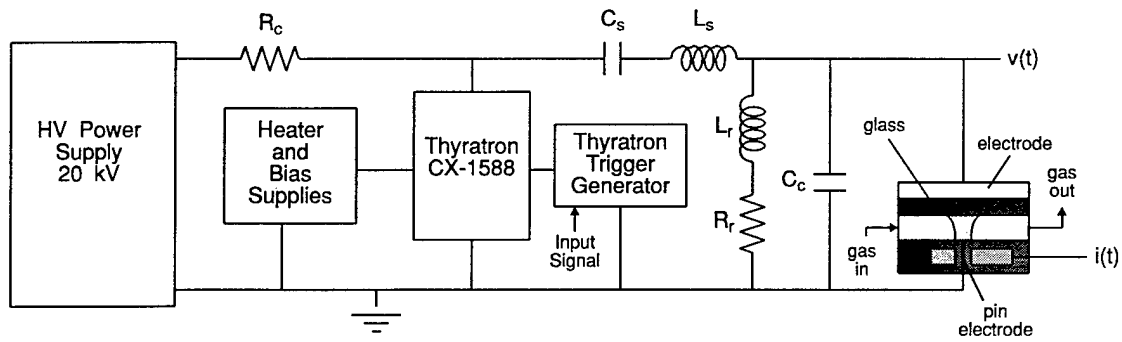 HV Power
Supply
20 kV
R_c
Heater
and
Bias
Supplies
Thyratron
CX-1588
Thyratron
Trigger
Generator
Input
Signal
C_s
L_s
L_r
R_r
C_c
v(t)
glass
electrode
gas
out
gas
in
i(t)
pin
electrode